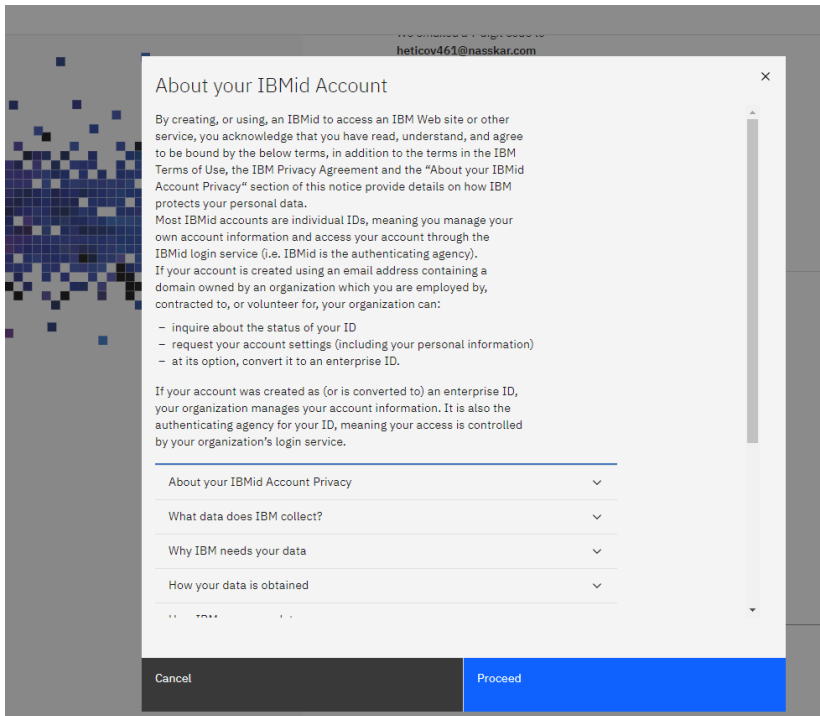 heticov461@nasskar.com
About your IBMid Account
By creating, or using, an IBMid to access an IBM Web site or other
service, you acknowledge that you have read, understand, and agree
to be bound by the below terms, in addition to the terms in the IBM
Terms of Use, the IBM Privacy Agreement and the “About your IBMid
Account Privacy“ section of this notice provide details on how IBM
protects your personal data.
Most IBMid accounts are individual IDs, meaning you manage your
own account information and access your account through the
IBMid login service (i.e. IBMid is the authenticating agency).
If your account is created using an email address containing a
domain owned by an organization which you are employed by,
contracted to, or volunteer for, your organization can:
– inquire about the status of your ID
– request your account settings (including your personal information)
– at its option, convert it to an enterprise ID.
If your account was created as (or is converted to) an enterprise ID,
your organization manages your account information. It is also the
authenticating agency for your ID, meaning your access is controlled
by your organization’s login service.
About your IBMid Account Privacy
What data does IBM collect?
Why IBM needs your data
How your data is obtained
Cancel
Proceed